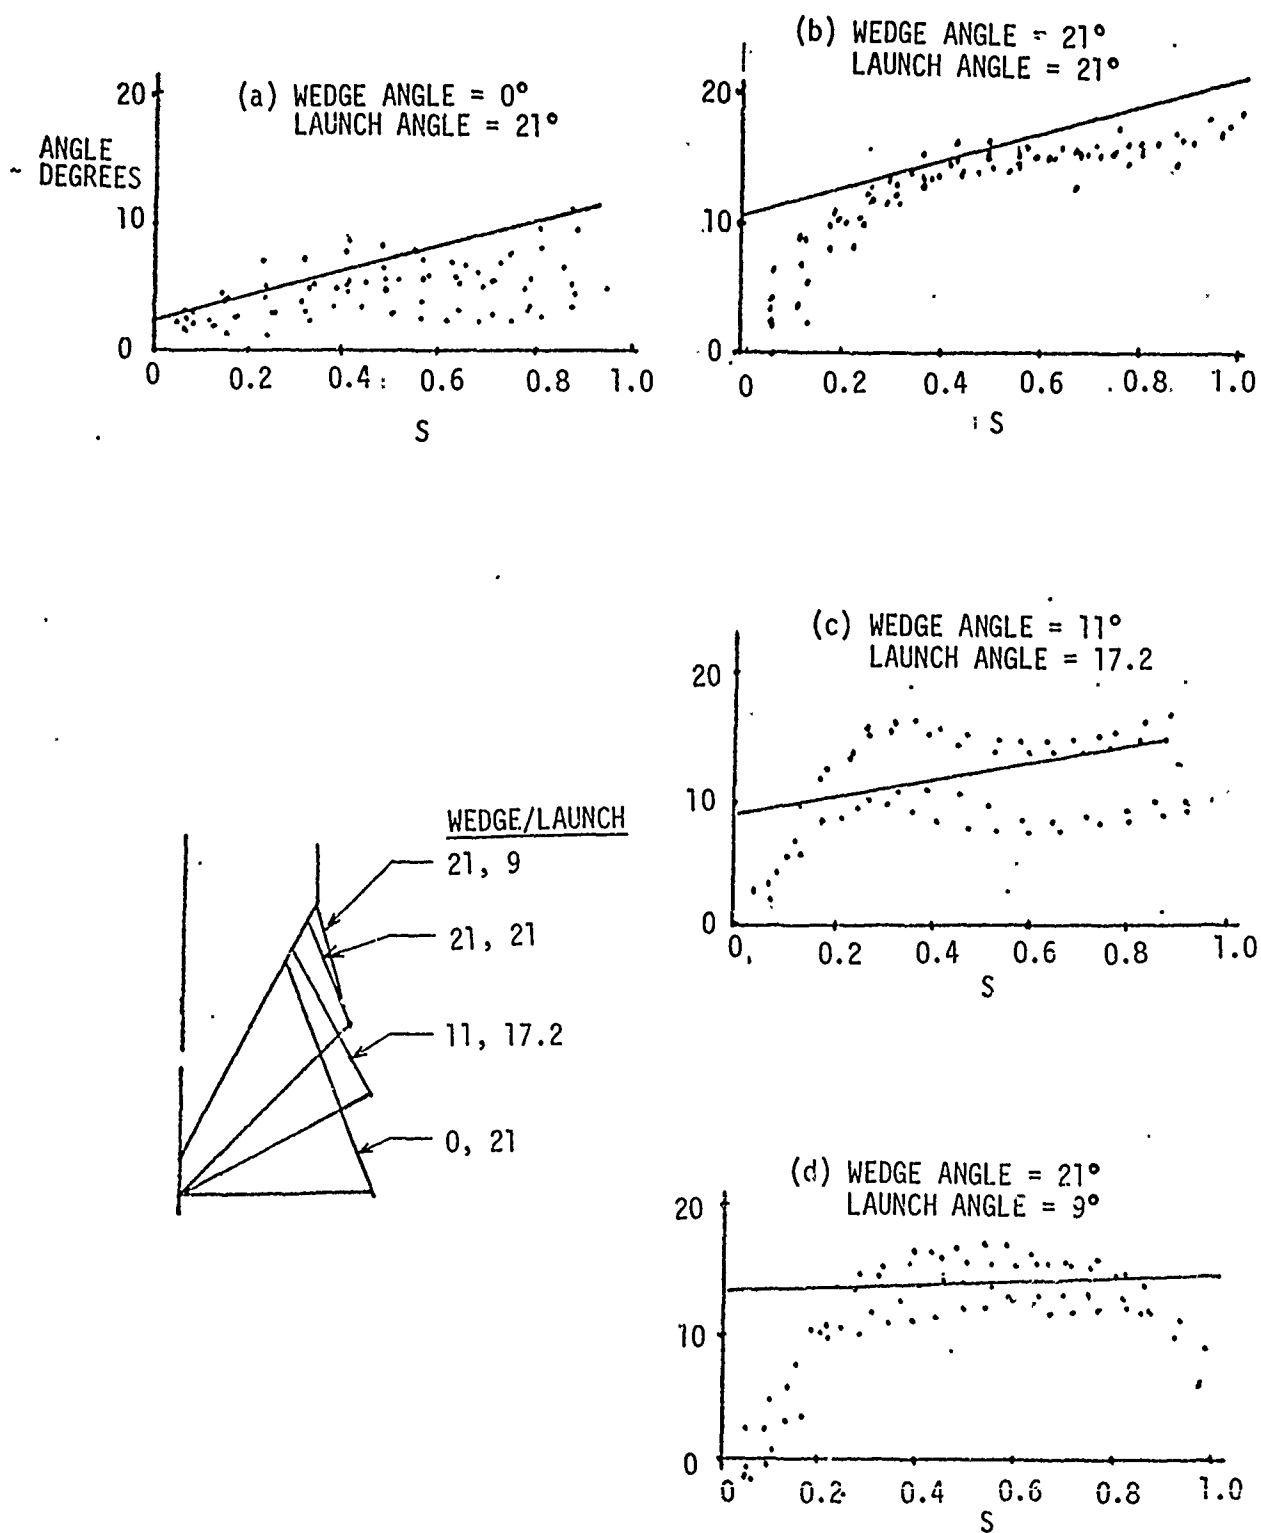 (a) WEDGE ANGLE = 0°
LAUNCH ANGLE = 21°
ANGLE
~ DEGREES
20
10
0
0 0.2 0.4 0.6 0.8 1.0
S
(b) WEDGE ANGLE = 21°
LAUNCH ANGLE = 21°
20
10
0
0 0.2 0.4 0.6 0.8 1.0
S
(c) WEDGE ANGLE = 11°
LAUNCH ANGLE = 17.2
20
10
0
0 0.2 0.4 0.6 0.8 1.0
S
WEDGE/LAUNCH
21, 9
21, 21
11, 17.2
0, 21
(d) WEDGE ANGLE = 21°
LAUNCH ANGLE = 9°
20
10
0
0 0.2 0.4 0.6 0.8 1.0
S